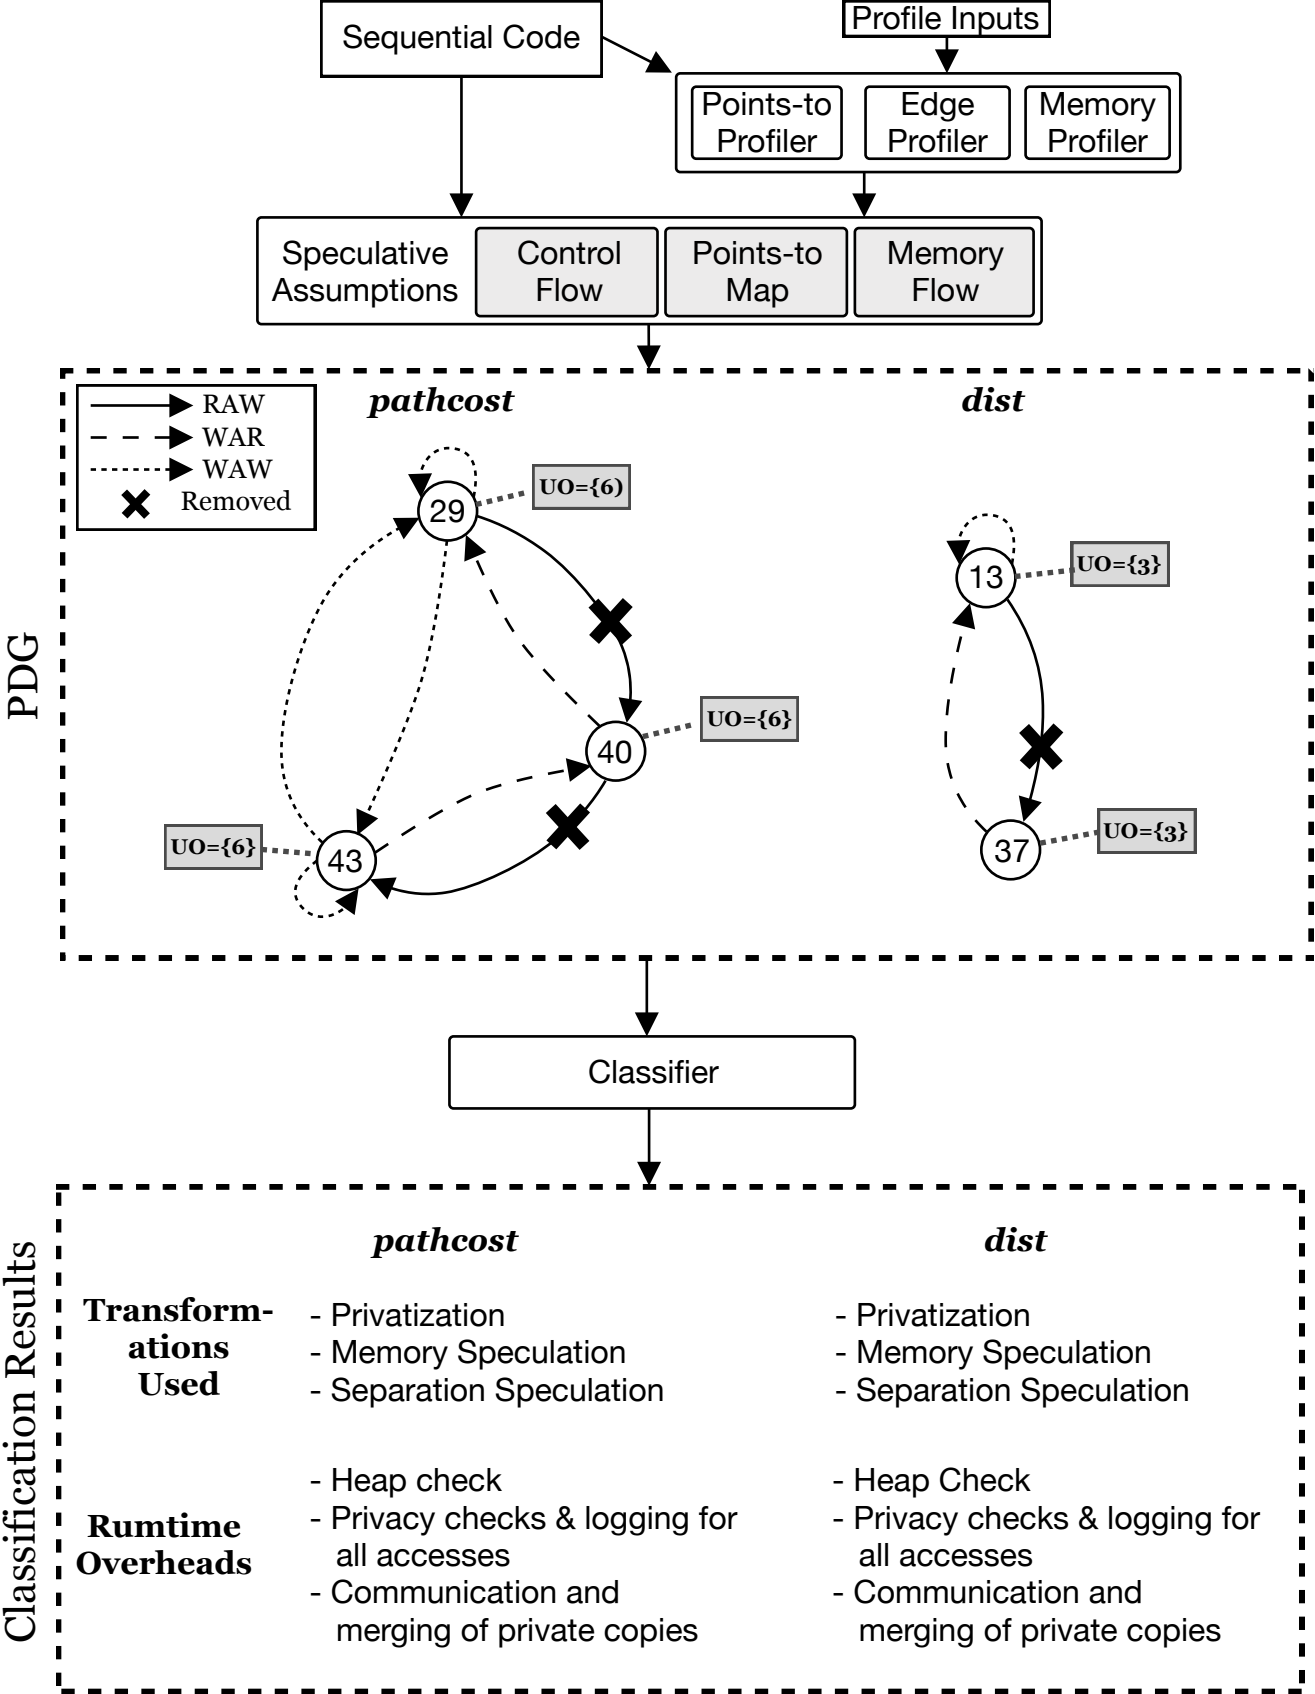 Sequential Code
Profile Inputs
Points-to
Profiler
Edge
Profiler
Memory
Profiler
Speculative
Assumptions
Control
Flow
Points-to
Map
Memory
Flow
PDG
RAW
WAR
WAW
Removed
pathcost
29
UO={6)
40
UO={6}
43
UO={6}
dist
13
UO={3}
37
UO={3}
Classifier
Classification Results
pathcost
dist
Transform-
ations
Used
- Privatization
- Memory Speculation
- Separation Speculation
- Privatization
- Memory Speculation
- Separation Speculation
Rumtime
Overheads
- Heap check
- Privacy checks & logging for
all accesses
- Communication and
merging of private copies
- Heap Check
- Privacy checks & logging for
all accesses
- Communication and
merging of private copies